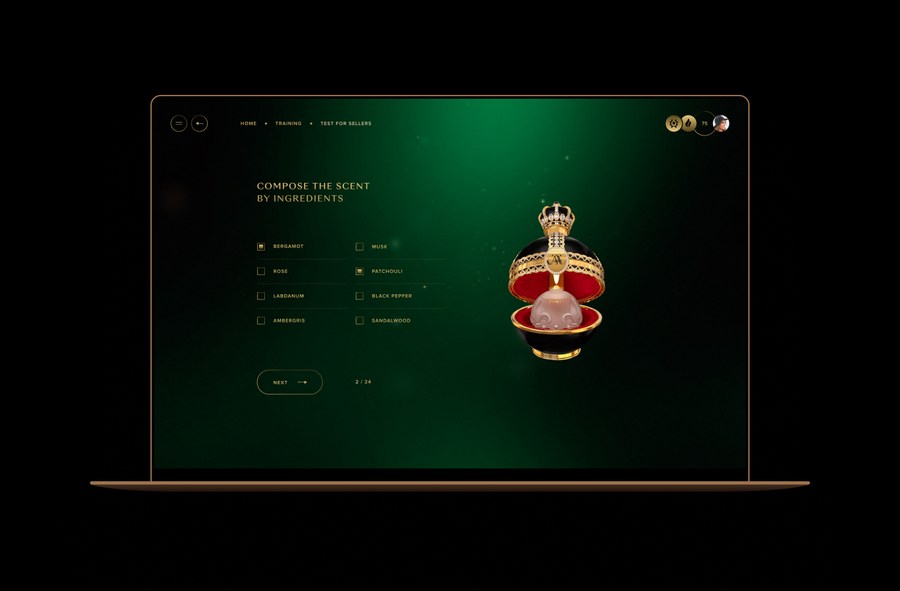 HOME • TRAINING • TEST FOR SELLERS
75
COMPOSE THE SCENT
BY INGREDIENTS
BERGAMOT
MUSK
ROSE
PATCHOULI
LABDANUM
BLACK PEPPER
AMBERGRIS
SANDALWOOD
NEXT
2 / 24